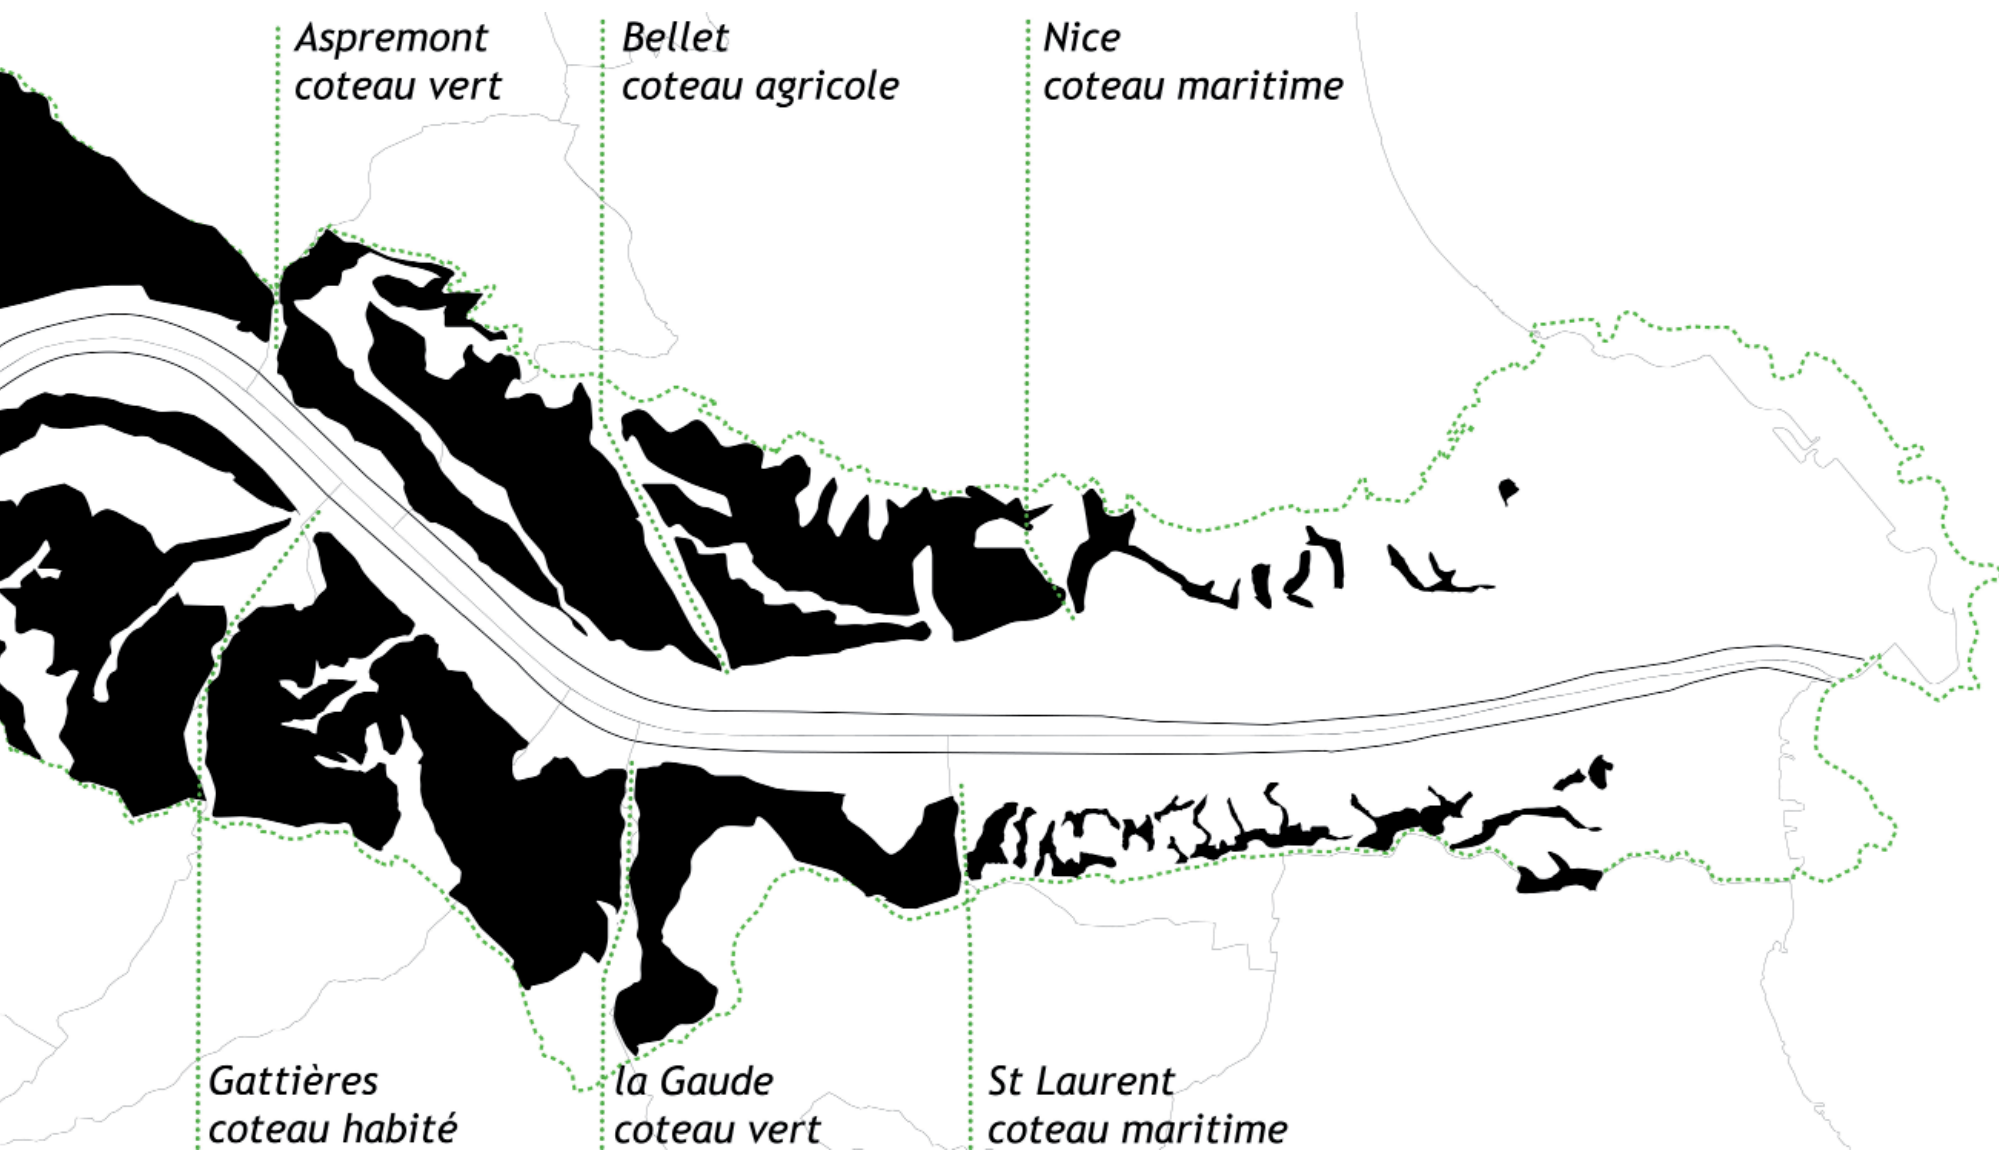 Aspremont
coteau vert
Bellet
coteau agricole
Nice
coteau maritime
Gattières
coteau habité
la Gaude
coteau vert
St Laurent
coteau maritime